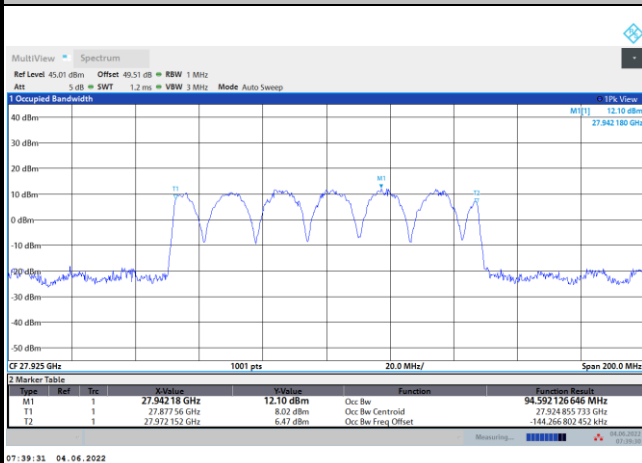 MultiView Spectrum
Ref Level 45.01 dBm Offset 49.51 dB RBW 1 MHz
Att 5 dB SWT 1.2 ms VBW 3 MHz Mode Auto Sweep
1 Occupied Bandwidth 1Pk View
M1[1] 12.10 dBm
27.942 180 GHz
40 dBm
30 dBm
20 dBm
T1 M1 T2
10 dBm
0 dBm
-10 dBm
-20 dBm
-30 dBm
-40 dBm
-50 dBm
CF 27.925 GHz 1001 pts 20.0 MHz/ Span 200.0 MHz
2 Marker Table
Type Ref Trc X-Value Y-Value Function Function Result
M1 1 27.942 18 GHz 12.10 dBm Occ Bw 94.592 126 646 MHz
T1 1 27.877 56 GHz 8.02 dBm Occ Bw Centroid 27.924 855 733 GHz
T2 1 27.972 152 GHz 6.47 dBm Occ Bw Freq Offset -144.266 802 452 kHz
Measuring... 04.06.2022
07:39:30
07:39:31 04.06.2022